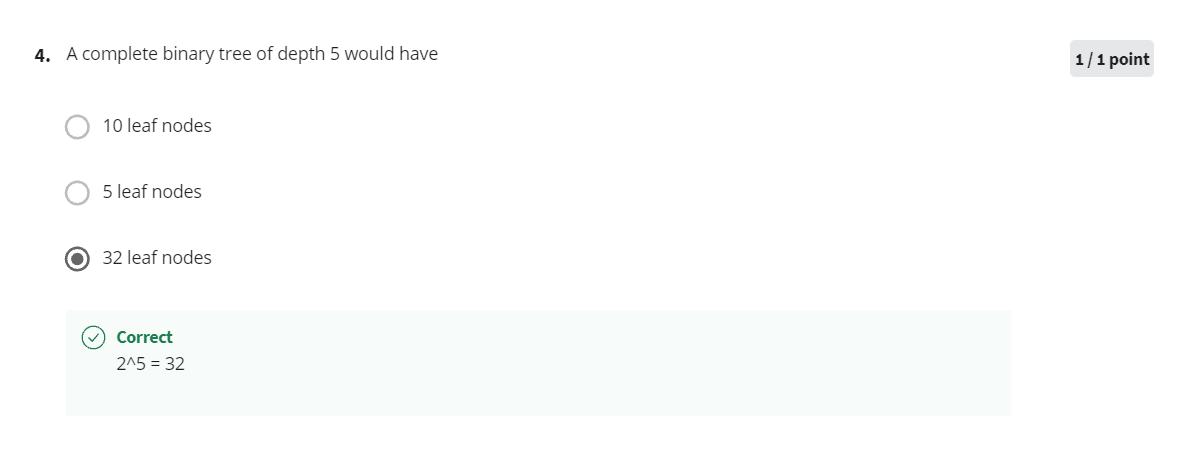 4. A complete binary tree of depth 5 would have
1 / 1 point
10 leaf nodes
5 leaf nodes
32 leaf nodes
Correct
2^5 = 32